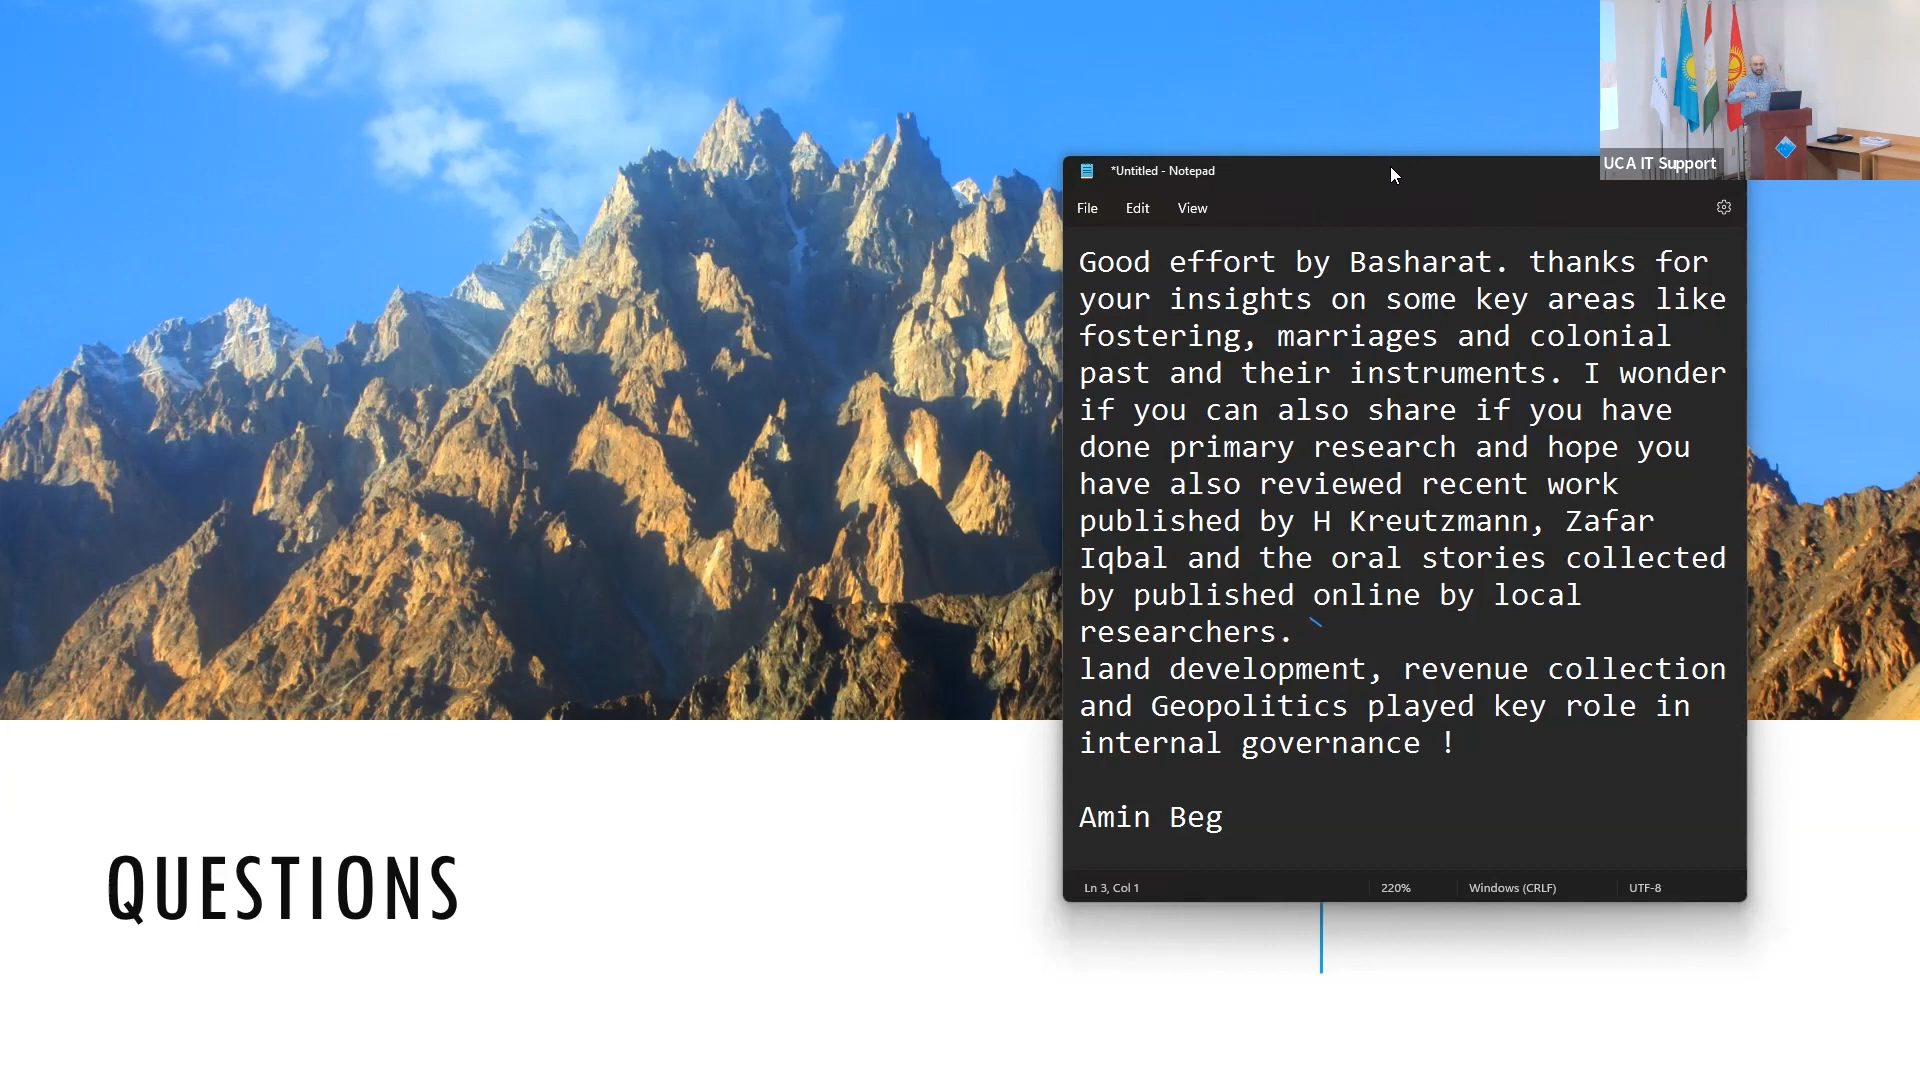 UCA IT Support
*Untitled - Notepad
File Edit View
Good effort by Basharat. thanks for
your insights on some key areas like
fostering, marriages and colonial
past and their instruments. I wonder
if you can also share if you have
done primary research and hope you
have also reviewed recent work
published by H Kreutzmann, Zafar
Iqbal and the oral stories collected
by published online by local
researchers.
land development, revenue collection
and Geopolitics played key role in
internal governance !
Amin Beg
Ln 3, Col 1 220% Windows (CRLF) UTF-8
QUESTIONS